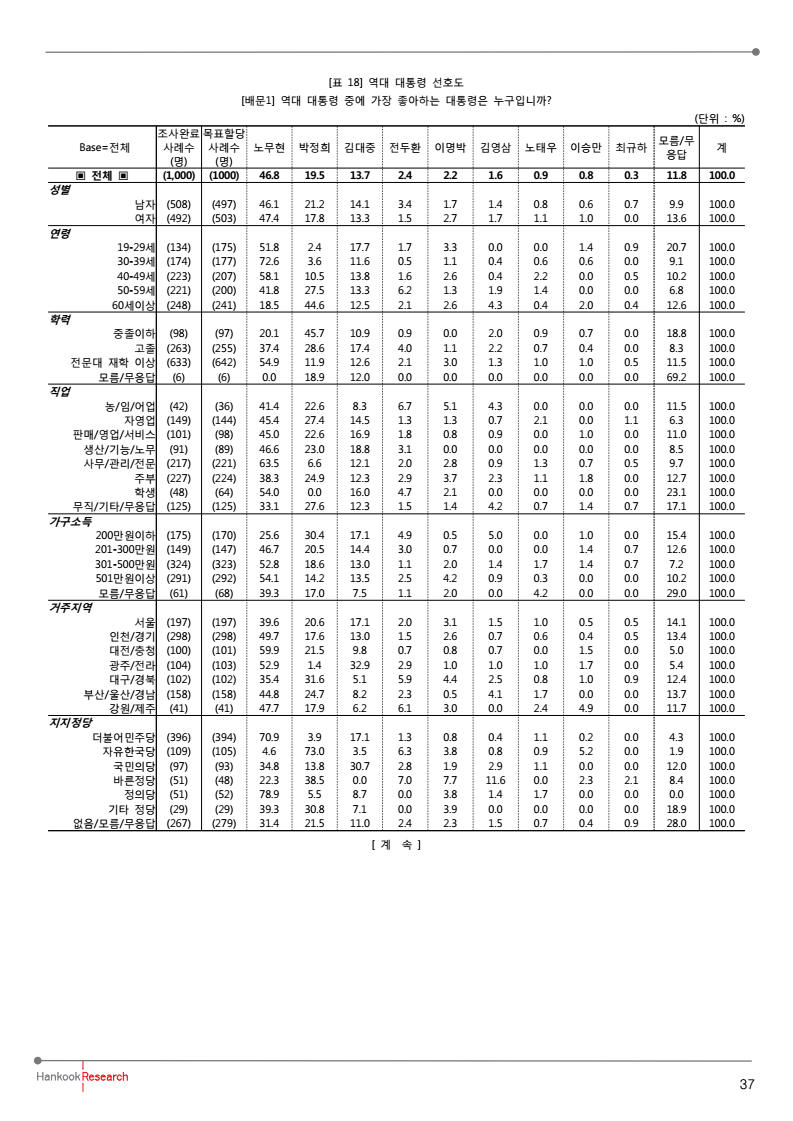 [표 18] 역대 대통령 선호도
[배문1] 역대 대통령 중에 가장 좋아하는 대통령은 누구입니까?
(단위 : %)
Base=전체 조사완료 사례수 (명) 목표할당 사례수 (명) 노무현 박정희 김대중 전두환 이명박 김영삼 노태우 이승만 최규하 모름/무응답 계
▣ 전체 ▣ (1,000) (1000) 46.8 19.5 13.7 2.4 2.2 1.6 0.9 0.8 0.3 11.8 100.0
성별
남자 (508) (497) 46.1 21.2 14.1 3.4 1.7 1.4 0.8 0.6 0.7 9.9 100.0
여자 (492) (503) 47.4 17.8 13.3 1.5 2.7 1.7 1.1 1.0 0.0 13.6 100.0
연령
19-29세 (134) (175) 51.8 2.4 17.7 1.7 3.3 0.0 0.0 1.4 0.9 20.7 100.0
30-39세 (174) (177) 72.6 3.6 11.6 0.5 1.1 0.4 0.6 0.6 0.0 9.1 100.0
40-49세 (223) (207) 58.1 10.5 13.8 1.6 2.6 0.4 2.2 0.0 0.5 10.2 100.0
50-59세 (221) (200) 41.8 27.5 13.3 6.2 1.3 1.9 1.4 0.0 0.0 6.8 100.0
60세이상 (248) (241) 18.5 44.6 12.5 2.1 2.6 4.3 0.4 2.0 0.4 12.6 100.0
학력
중졸이하 (98) (97) 20.1 45.7 10.9 0.9 0.0 2.0 0.9 0.7 0.0 18.8 100.0
고졸 (263) (255) 37.4 28.6 17.4 4.0 1.1 2.2 0.7 0.4 0.0 8.3 100.0
전문대 재학 이상 (633) (642) 54.9 11.9 12.6 2.1 3.0 1.3 1.0 1.0 0.5 11.5 100.0
모름/무응답 (6) (6) 0.0 18.9 12.0 0.0 0.0 0.0 0.0 0.0 0.0 69.2 100.0
직업
농/임/어업 (42) (36) 41.4 22.6 8.3 6.7 5.1 4.3 0.0 0.0 0.0 11.5 100.0
자영업 (149) (144) 45.4 27.4 14.5 1.3 1.3 0.7 2.1 0.0 1.1 6.3 100.0
판매/영업/서비스 (101) (98) 45.0 22.6 16.9 1.8 0.8 0.9 0.0 1.0 0.0 11.0 100.0
생산/기능/노무 (91) (89) 46.6 23.0 18.8 3.1 0.0 0.0 0.0 0.0 0.0 8.5 100.0
사무/관리/전문 (217) (221) 63.5 6.6 12.1 2.0 2.8 0.9 1.3 0.7 0.5 9.7 100.0
주부 (227) (224) 38.3 24.9 12.3 2.9 3.7 2.3 1.1 1.8 0.0 12.7 100.0
학생 (48) (64) 54.0 0.0 16.0 4.7 2.1 0.0 0.0 0.0 0.0 23.1 100.0
무직/기타/무응답 (125) (125) 33.1 27.6 12.3 1.5 1.4 4.2 0.7 1.4 0.7 17.1 100.0
가구소득
200만원이하 (175) (170) 25.6 30.4 17.1 4.9 0.5 5.0 0.0 1.0 0.0 15.4 100.0
201-300만원 (149) (147) 46.7 20.5 14.4 3.0 0.7 0.0 0.0 1.4 0.7 12.6 100.0
301-500만원 (324) (323) 52.8 18.6 13.0 1.1 2.0 1.4 1.7 1.4 0.7 7.2 100.0
501만원이상 (291) (292) 54.1 14.2 13.5 2.5 4.2 0.9 0.3 0.0 0.0 10.2 100.0
모름/무응답 (61) (68) 39.3 17.0 7.5 1.1 2.0 0.0 4.2 0.0 0.0 29.0 100.0
거주지역
서울 (197) (197) 39.6 20.6 17.1 2.0 3.1 1.5 1.0 0.5 0.5 14.1 100.0
인천/경기 (298) (298) 49.7 17.6 13.0 1.5 2.6 0.7 0.6 0.4 0.5 13.4 100.0
대전/충청 (100) (101) 59.9 21.5 9.8 0.7 0.8 0.7 0.0 1.5 0.0 5.0 100.0
광주/전라 (104) (103) 52.9 1.4 32.9 2.9 1.0 1.0 1.0 1.7 0.0 5.4 100.0
대구/경북 (102) (102) 35.4 31.6 5.1 5.9 4.4 2.5 0.8 1.0 0.9 12.4 100.0
부산/울산/경남 (158) (158) 44.8 24.7 8.2 2.3 0.5 4.1 1.7 0.0 0.0 13.7 100.0
강원/제주 (41) (41) 47.7 17.9 6.2 6.1 3.0 0.0 2.4 4.9 0.0 11.7 100.0
지지정당
더불어민주당 (396) (394) 70.9 3.9 17.1 1.3 0.8 0.4 1.1 0.2 0.0 4.3 100.0
자유한국당 (109) (105) 4.6 73.0 3.5 6.3 3.8 0.8 0.9 5.2 0.0 1.9 100.0
국민의당 (97) (93) 34.8 13.8 30.7 2.8 1.9 2.9 1.1 0.0 0.0 12.0 100.0
바른정당 (51) (48) 22.3 38.5 0.0 7.0 7.7 11.6 0.0 2.3 2.1 8.4 100.0
정의당 (51) (52) 78.9 5.5 8.7 0.0 3.8 1.4 1.7 0.0 0.0 0.0 100.0
기타 정당 (29) (29) 39.3 30.8 7.1 0.0 3.9 0.0 0.0 0.0 0.0 18.9 100.0
없음/모름/무응답 (267) (279) 31.4 21.5 11.0 2.4 2.3 1.5 0.7 0.4 0.9 28.0 100.0
[ 계 속 ]
Hankook Research
37